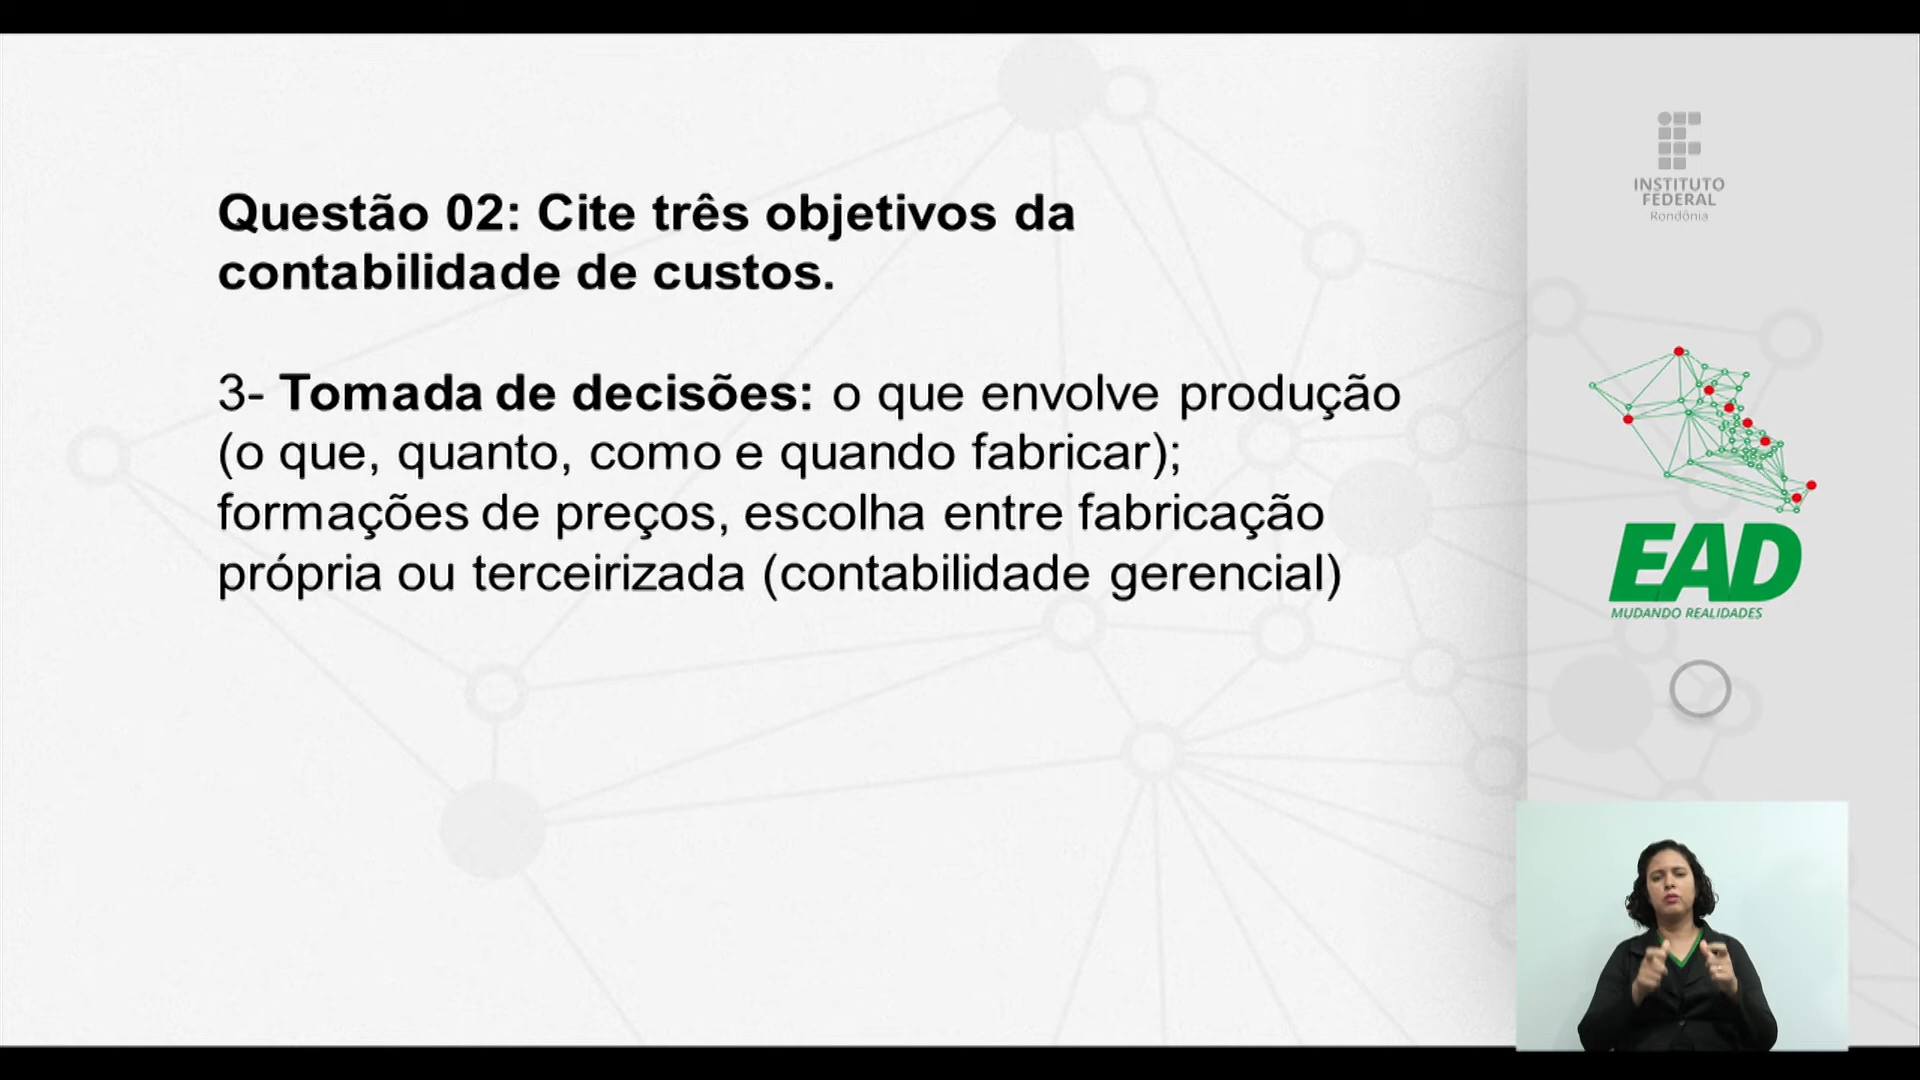 Questão 02: Cite três objetivos da
contabilidade de custos.
3- Tomada de decisões: o que envolve produção
(o que, quanto, como e quando fabricar);
formações de preços, escolha entre fabricação
própria ou terceirizada (contabilidade gerencial)
INSTITUTO
FEDERAL
Rondônia
EAD
MUDANDO REALIDADES